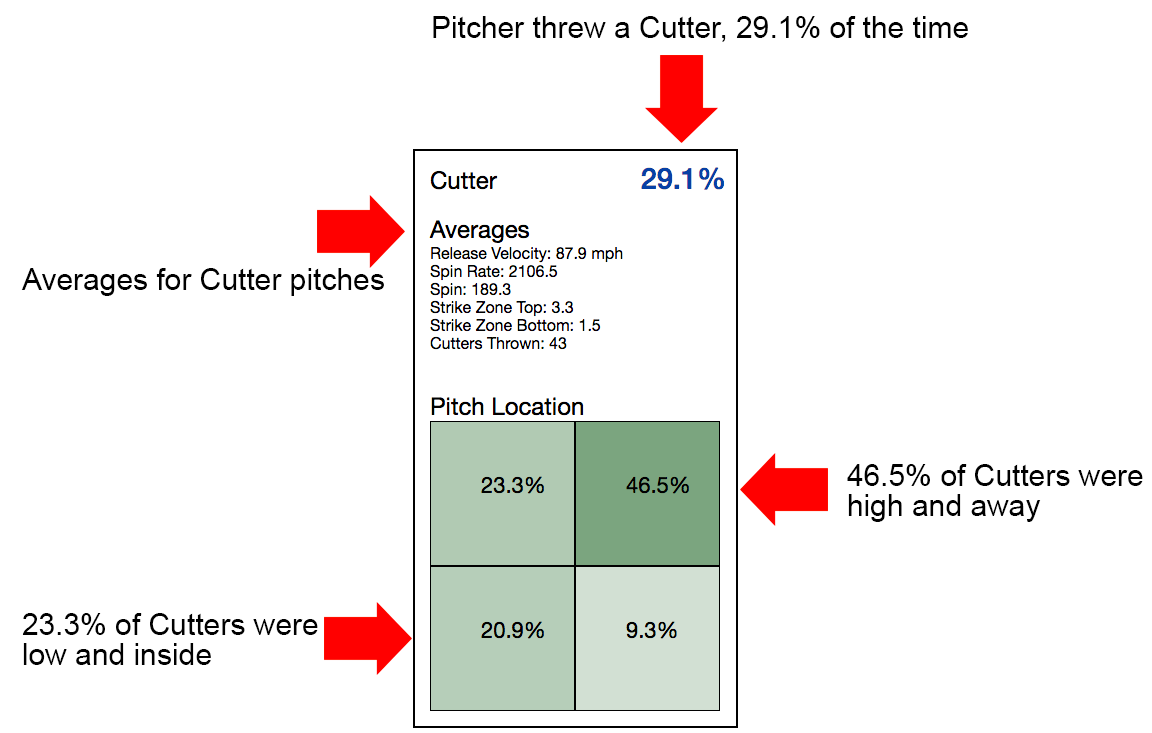 Pitcher threw a Cutter, 29.1% of the time
Cutter 29.1%
Averages
Release Velocity: 87.9 mph
Spin Rate: 2106.5
Spin: 189.3
Strike Zone Top: 3.3
Strike Zone Bottom: 1.5
Cutters Thrown: 43
Averages for Cutter pitches
Pitch Location
23.3% 46.5%
46.5% of Cutters were
high and away
20.9% 9.3%
23.3% of Cutters were
low and inside